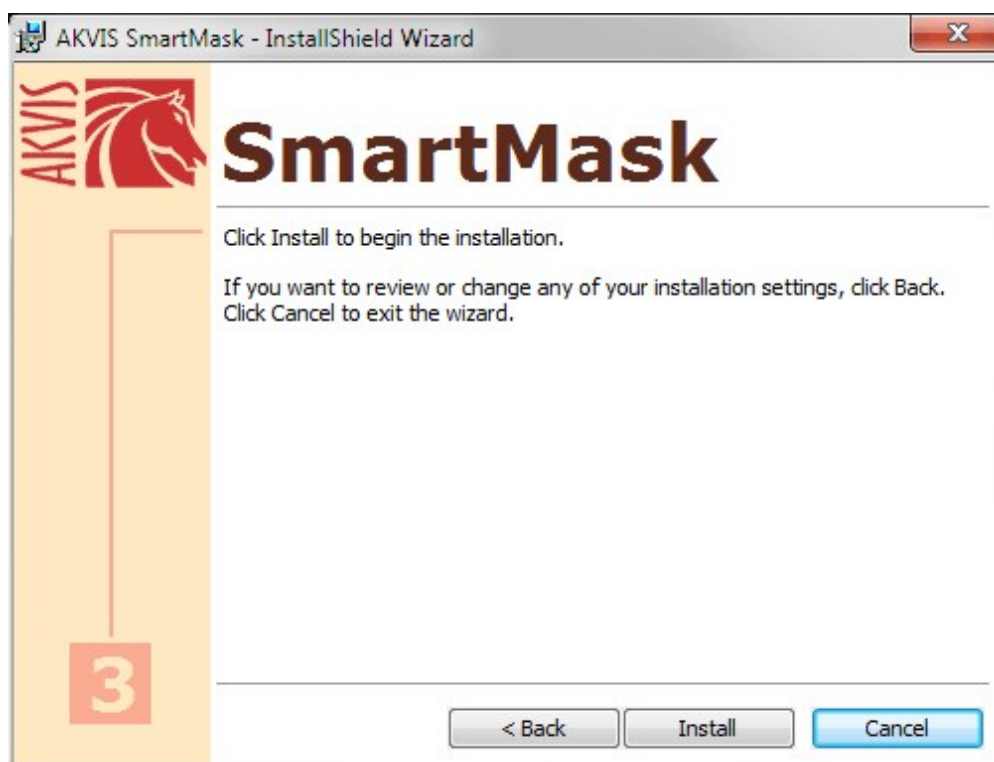 AKVIS SmartMask - InstallShield Wizard
AKVIS
SmartMask
Click Install to begin the installation.
If you want to review or change any of your installation settings, click Back.
Click Cancel to exit the wizard.
3
< Back
Install
Cancel